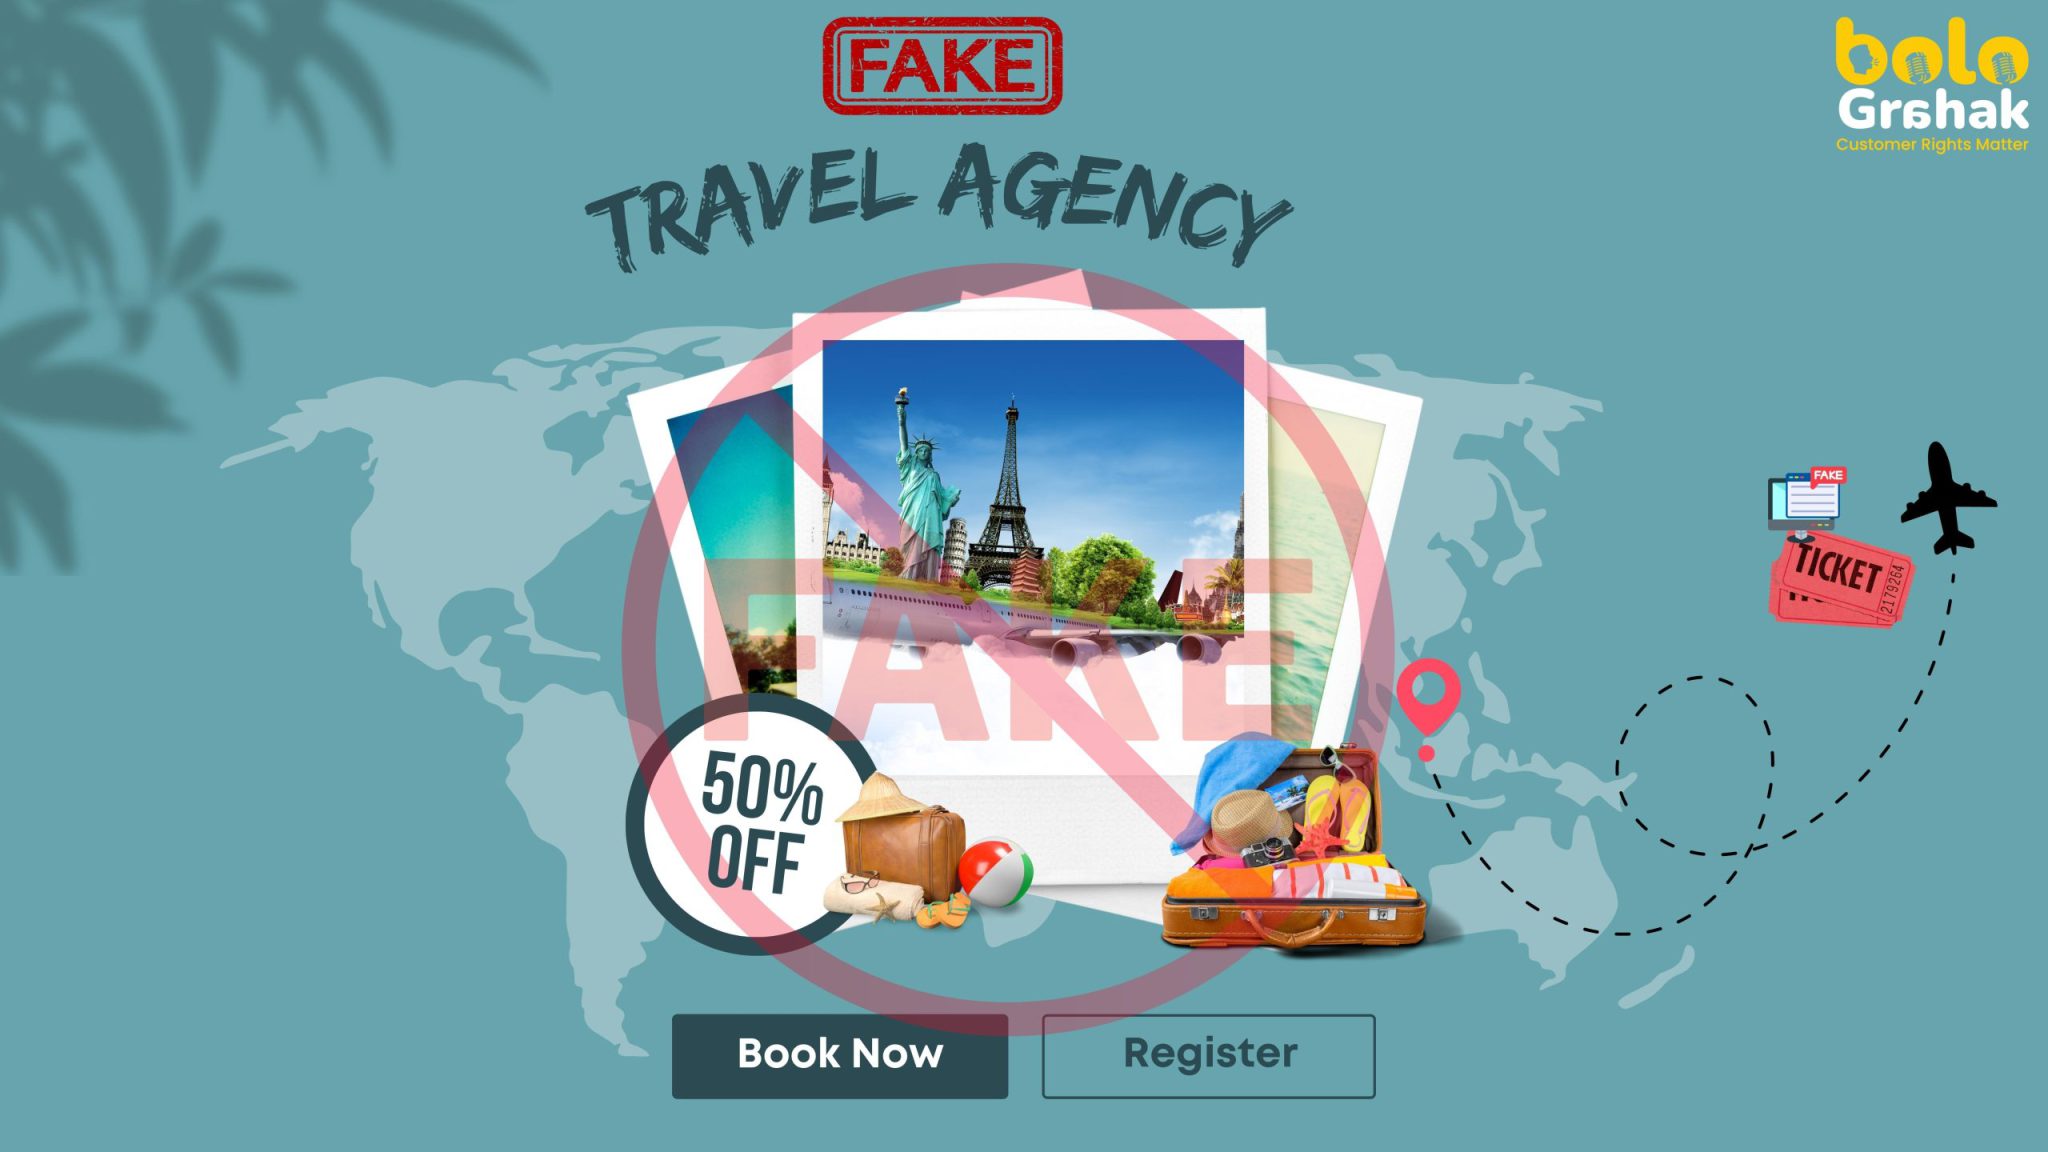 FAKE
bolo
Grahak
Customer Rights Matter
TRAVEL AGENCY
FAKE
TICKET
2179264
FAKE
50%
OFF
Book Now
Register